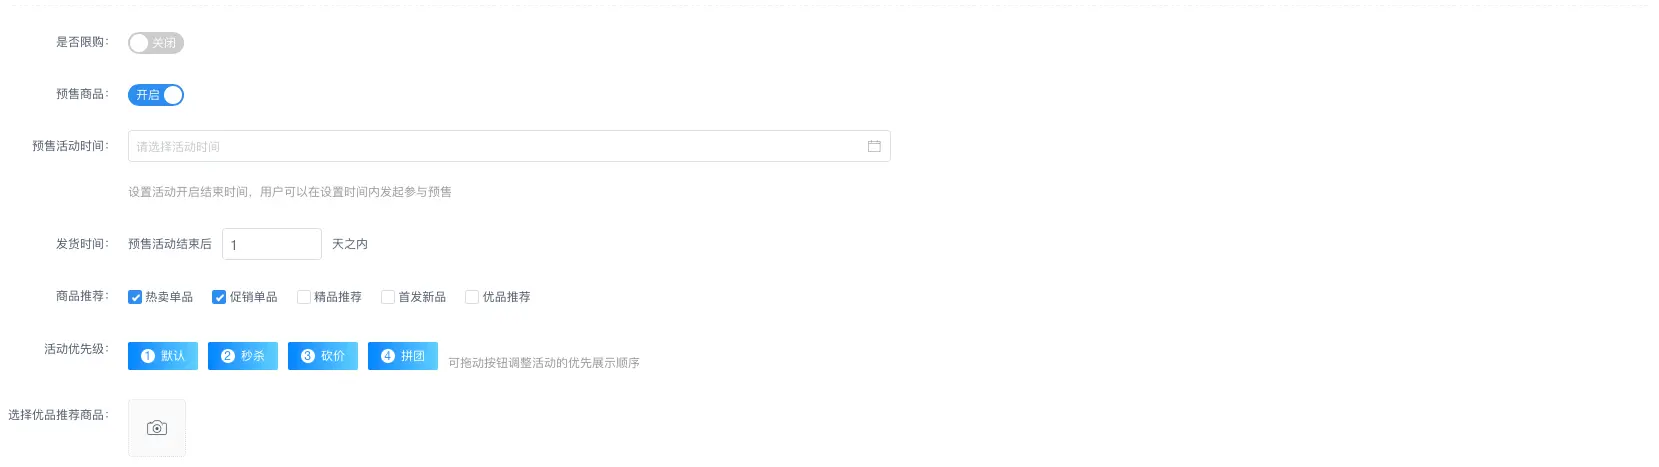 是否限购： 关闭
预售商品： 开启
预售活动时间： 请选择活动时间
设置活动开启结束时间，用户可以在设置时间内发起参与预售
发货时间： 预售活动结束后 1 天之内
商品推荐： 热卖单品 促销单品 精品推荐 首发新品 优品推荐
活动优先级： 1 默认 2 秒杀 3 砍价 4 拼团 可拖动按钮调整活动的优先展示顺序
选择优品推荐商品：